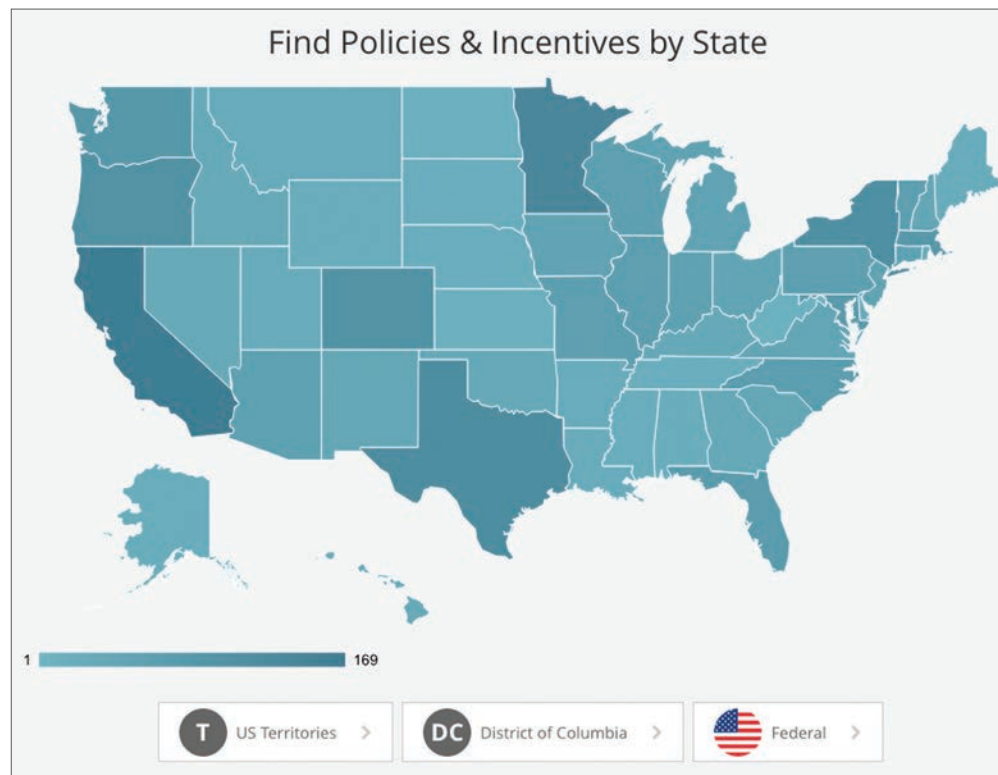 Find Policies & Incentives by State
1 169
T US Territories DC District of Columbia Federal